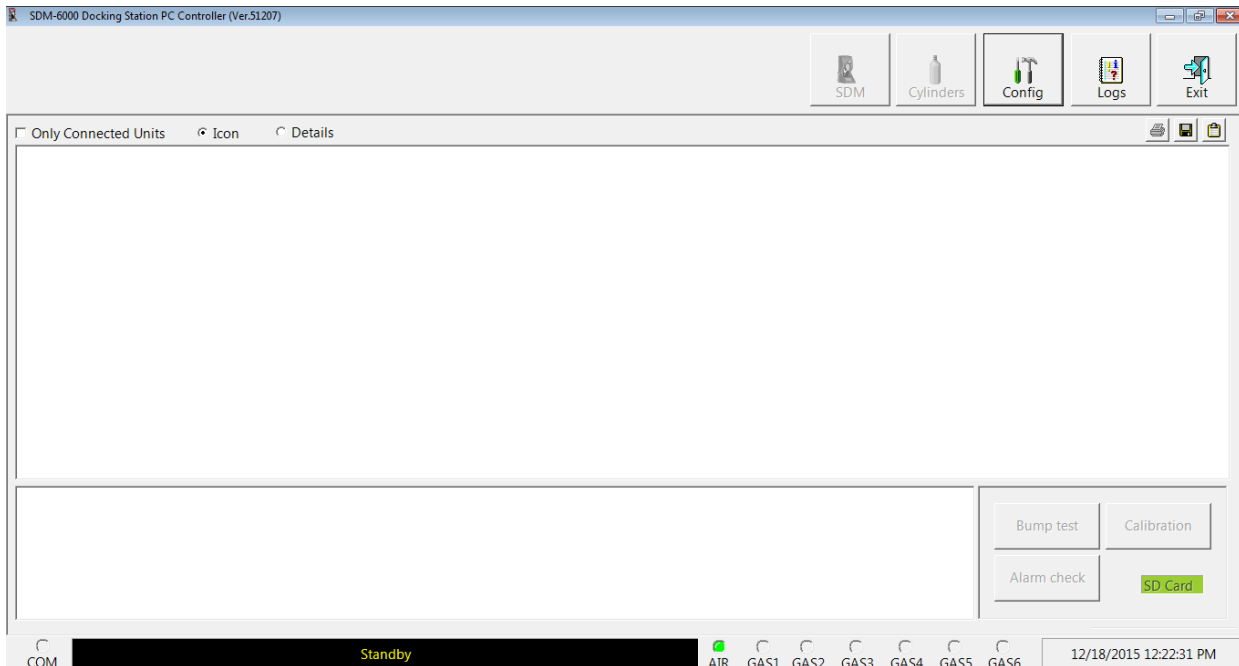 SDM-6000 Docking Station PC Controller (Ver.51207)
SDM Cylinders Config Logs Exit
Only Connected Units Icon Details
Bump test Calibration
Alarm check SD Card
COM Standby AIR GAS1 GAS2 GAS3 GAS4 GAS5 GAS6 12/18/2015 12:22:31 PM